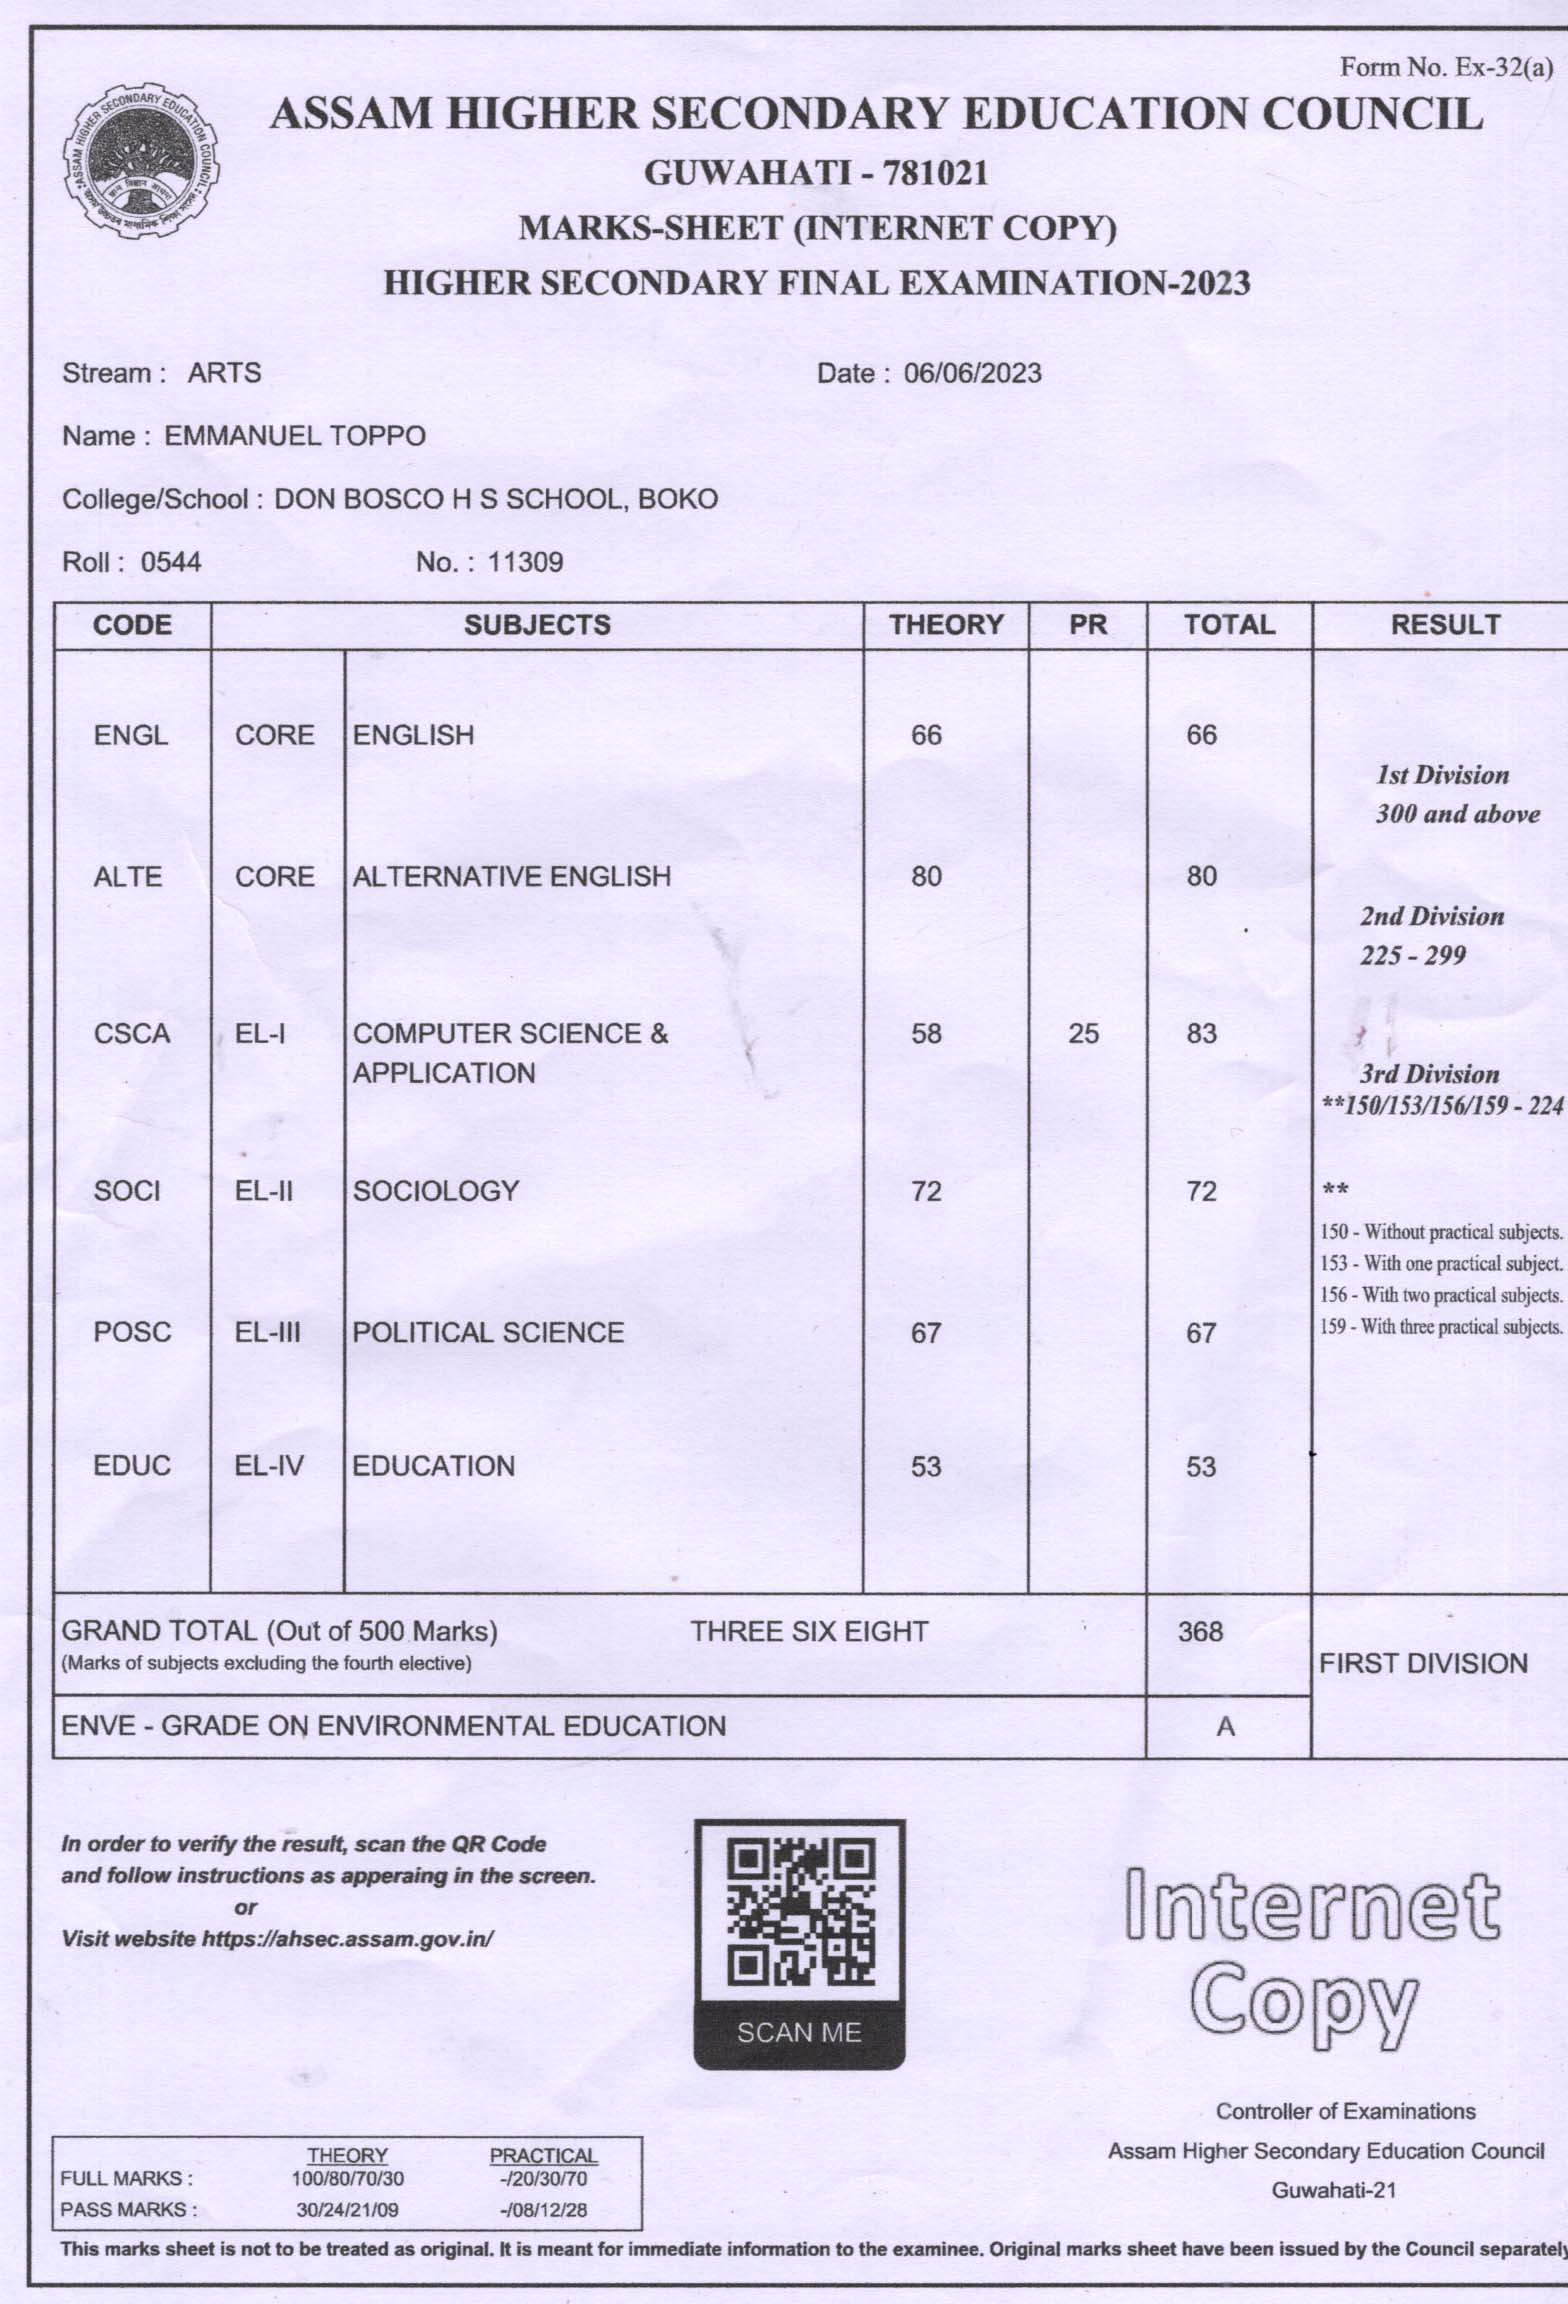 Form No. Ex-32(a)
ASSAM HIGHER SECONDARY EDUCATION COUNCIL
ASSAM HIGHER SECONDARY EDUCATION COUNCIL
GUWAHATI - 781021
MARKS-SHEET (INTERNET COPY)
HIGHER SECONDARY FINAL EXAMINATION-2023
Stream : ARTS Date : 06/06/2023
Name : EMMANUEL TOPPO
College/School : DON BOSCO H S SCHOOL, BOKO
Roll : 0544 No. : 11309
CODE SUBJECTS THEORY PR TOTAL RESULT
ENGL CORE ENGLISH 66 66
1st Division
300 and above
ALTE CORE ALTERNATIVE ENGLISH 80 80
2nd Division
225 - 299
CSCA EL-I COMPUTER SCIENCE & 58 25 83
APPLICATION
3rd Division
**150/153/156/159 - 224
SOCI EL-II SOCIOLOGY 72 72 **
150 - Without practical subjects.
153 - With one practical subject.
156 - With two practical subjects.
159 - With three practical subjects.
POSC EL-III POLITICAL SCIENCE 67 67
EDUC EL-IV EDUCATION 53 53
GRAND TOTAL (Out of 500 Marks) THREE SIX EIGHT 368
(Marks of subjects excluding the fourth elective) FIRST DIVISION
ENVE - GRADE ON ENVIRONMENTAL EDUCATION A
In order to verify the result, scan the QR Code
and follow instructions as apperaing in the screen.
or
Visit website https://ahsec.assam.gov.in/
SCAN ME
Internet
Copy
Controller of Examinations
Assam Higher Secondary Education Council
Guwahati-21
THEORY PRACTICAL
FULL MARKS : 100/80/70/30 -/20/30/70
PASS MARKS : 30/24/21/09 -/08/12/28
This marks sheet is not to be treated as original. It is meant for immediate information to the examinee. Original marks sheet have been issued by the Council separately